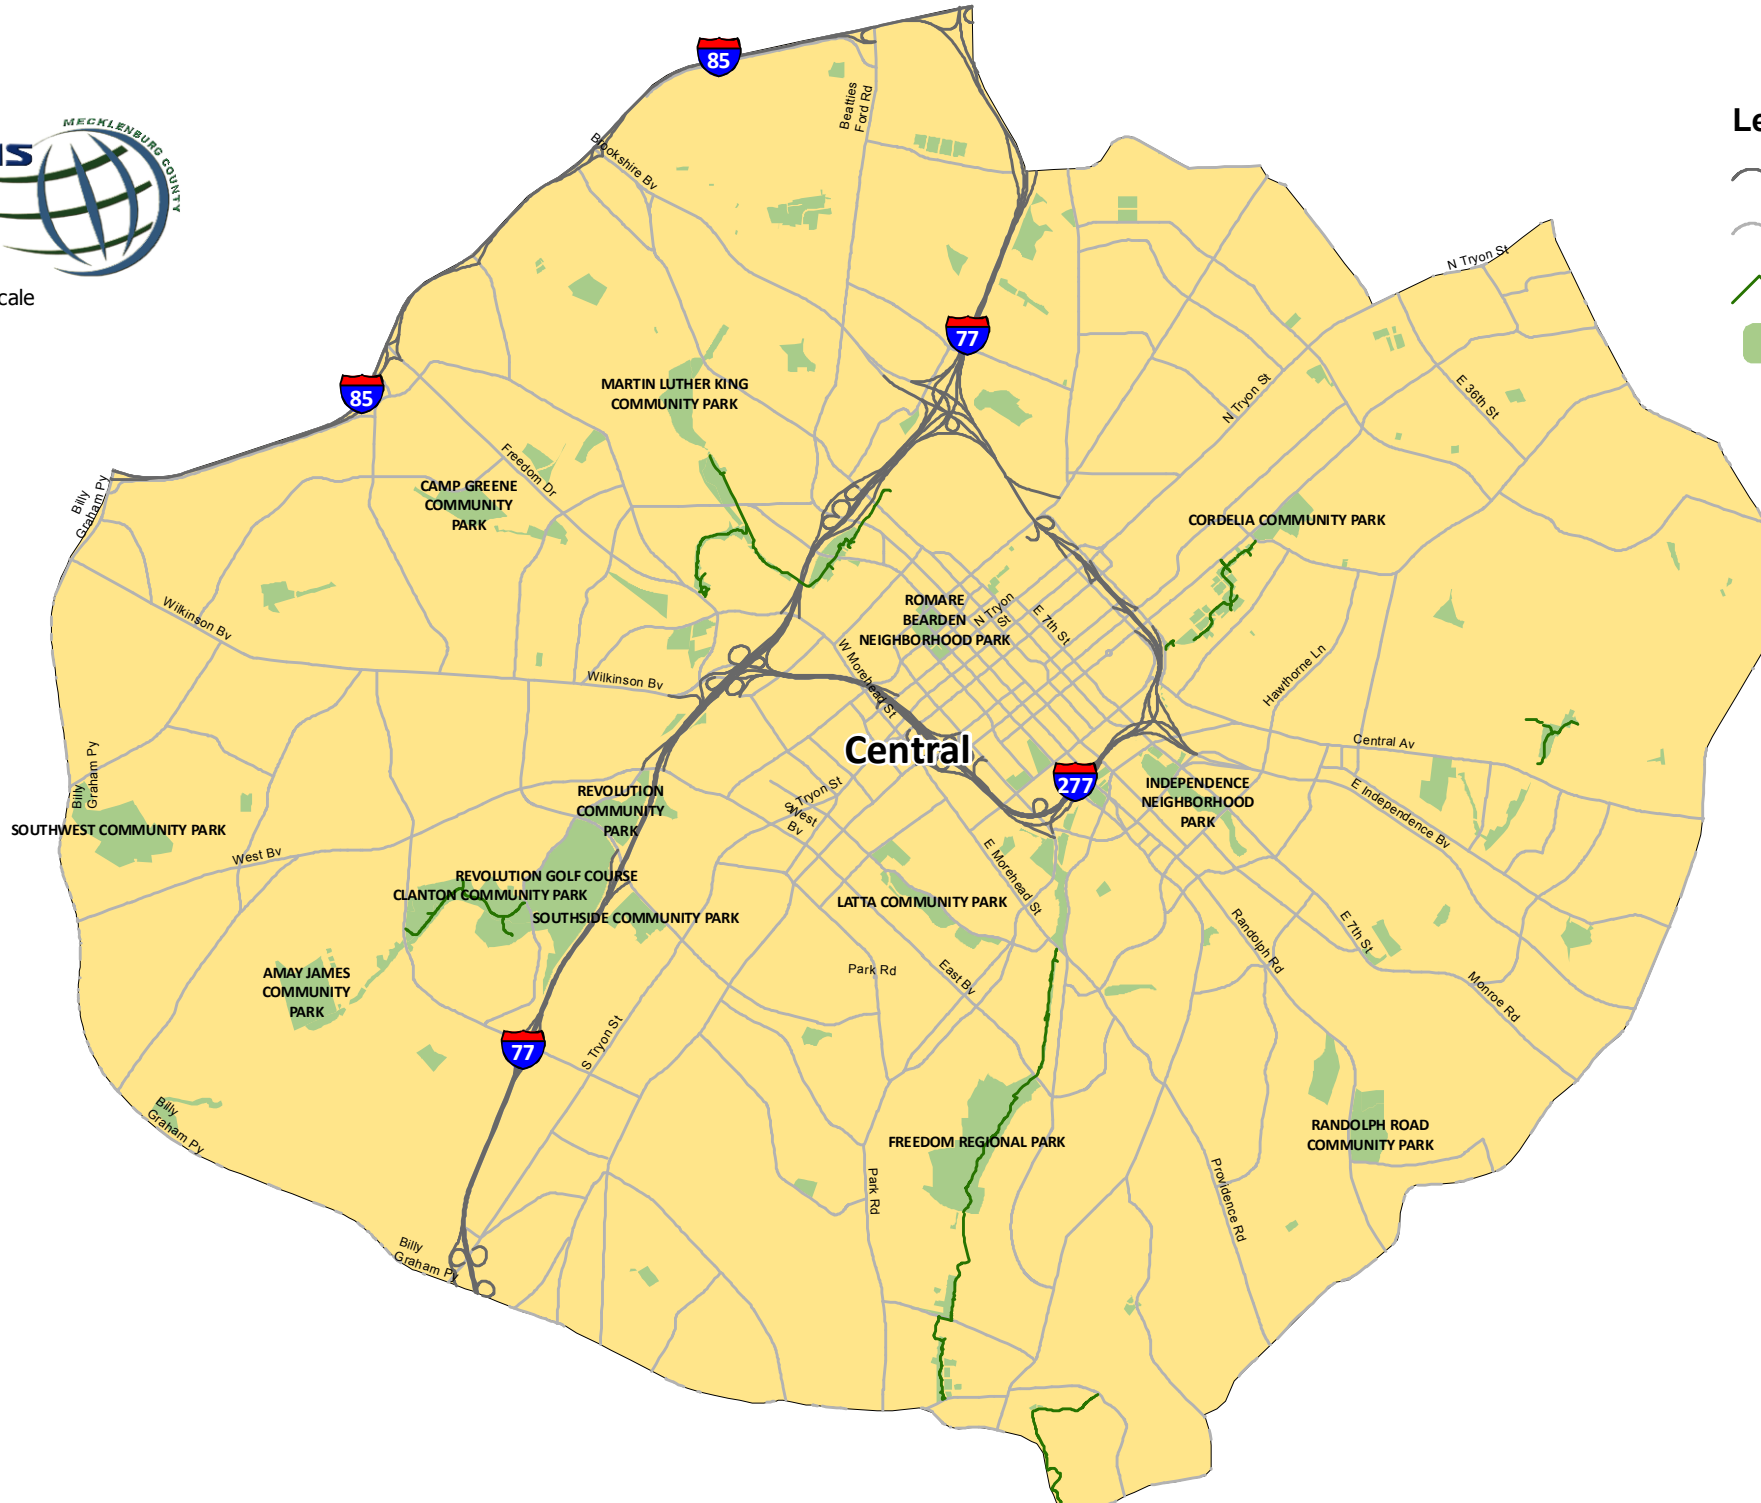 85
MECKLENBURG COUNTY
Le
cale
Beatties
Ford Rd
Brookshire Bv
N Tryon St
77
85
MARTIN LUTHER KING
COMMUNITY PARK
N Tryon St
E 36th St
Freedom Dr
Billy
Graham Py
CAMP GREENE
COMMUNITY
PARK
CORDELIA COMMUNITY PARK
Wilkinson Bv
ROMARE
BEARDEN
NEIGHBORHOOD PARK
N Tryon
St
E 7th St
W Morehead St
Hawthorne Ln
Wilkinson Bv
Central
Central Av
Billy
Graham Py
277
INDEPENDENCE
NEIGHBORHOOD
PARK
E Independence Bv
REVOLUTION
COMMUNITY
PARK
S Tryon St
West
Bv
SOUTHWEST COMMUNITY PARK
West Bv
E Morehead St
REVOLUTION GOLF COURSE
CLANTON COMMUNITY PARK
SOUTHSIDE COMMUNITY PARK
LATTA COMMUNITY PARK
Randolph Rd
E 7th St
AMAY JAMES
COMMUNITY
PARK
Park Rd
East Bv
Monroe Rd
77
S Tryon St
Billy
Graham Py
FREEDOM REGIONAL PARK
RANDOLPH ROAD
COMMUNITY PARK
Park Rd
Providence Rd
Billy
Graham Py